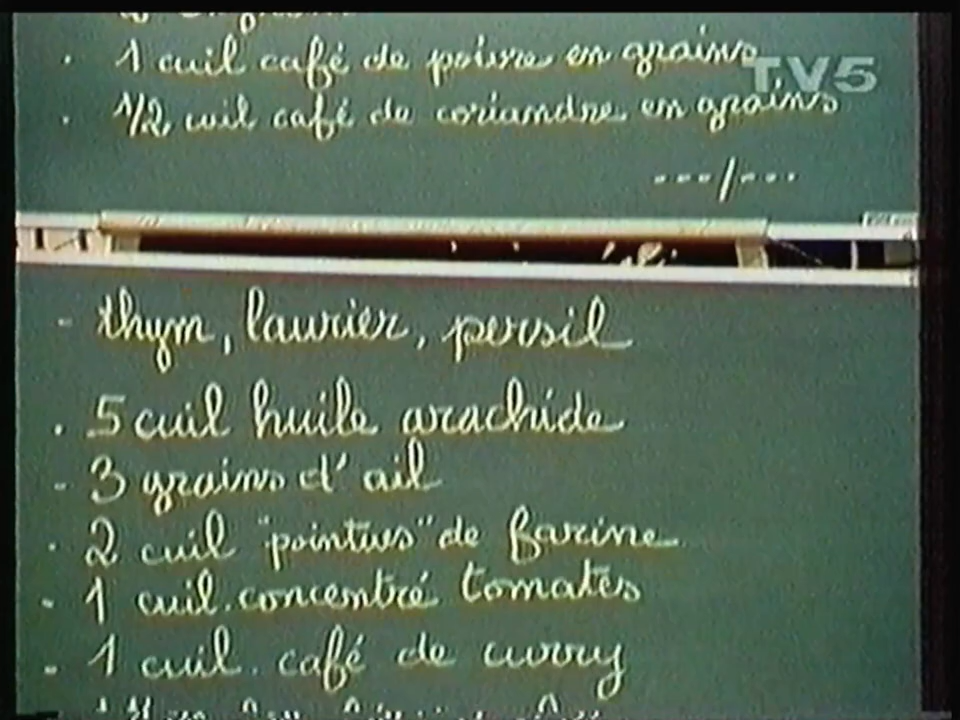 · 1 cuil café de poivre en grains
TV5
· 1/2 cuil café de coriandre en grains
---/---
- thym, laurier, persil
. 5 cuil huile arachide
- 3 grains d'ail
· 2 cuil "pointues" de farine
- 1 cuil. concentré tomates
- 1 cuil. café de curry